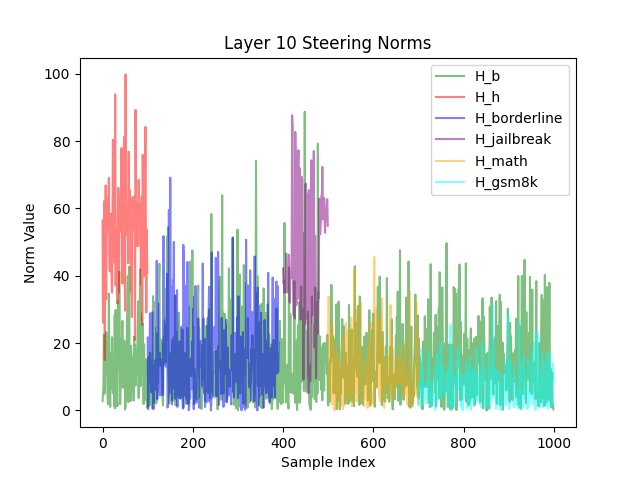 Layer 10 Steering Norms
100
80
60
40
20
0
Norm Value
H_b
H_h
H_borderline
H_jailbreak
H_math
H_gsm8k
0 200 400 600 800 1000
Sample Index